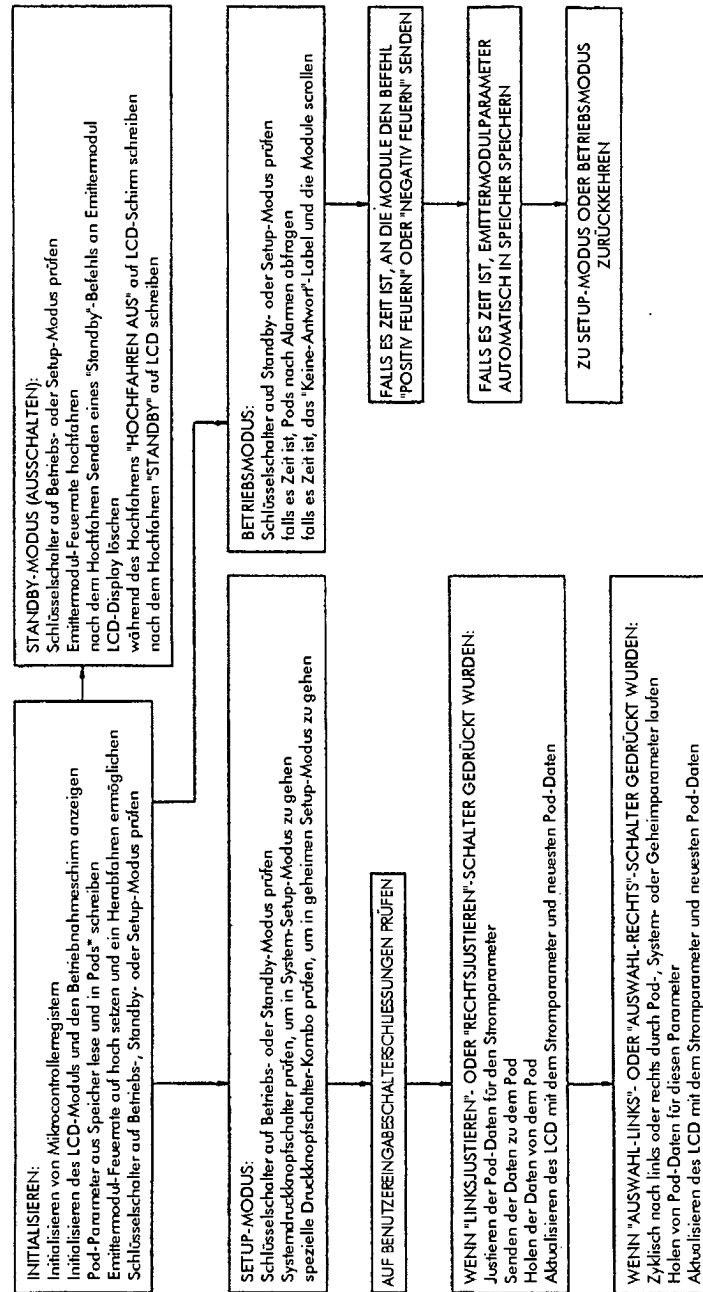 INITIALISIEREN:
Initialisieren von Mikrocontrollerregistern
Initialisieren des LCD-Moduls und den Betriebnahmeschirm anzeigen
Pod-Parameter aus Speicher lese und in Pods* schreiben
Emittermodul-Feuerrate auf hoch setzen und ein Herabfahren ermöglichen
Schlüsselschalter auf Betriebs-, Standby- oder Setup-Modus prüfen
STANDBY-MODUS (AUSSCHALTEN):
Schlüsselschalter auf Betriebs- oder Setup-Modus prüfen
Emittermodul-Feuerrate hochfahren
nach dem Hochfahren Senden eines "Standby"-Befehls an Emittermodul
LCD-Display löschen
während des Hochfahrens "HOCHFAHREN AUS" auf LCD-Schirm schreiben
nach dem Hochfahren "STANDBY" auf LCD schreiben
SETUP-MODUS:
Schlüsselschalter auf Betriebs- oder Standby-Modus prüfen
Systemdruckknopfschalter prüfen, um in System-Setup-Modus zu gehen
spezielle Druckknopfschalter-Kombo prüfen, um in geheimen Setup-Modus zu gehen
BETRIEBSMODUS:
Schlüsselschalter aud Standby- oder Setup-Modus prüfen
falls es Zeit ist, Pods nach Alarmen abfragen
falls es Zeit ist, das "Keine-Antwort"-Label und die Module scrollen
AUF BENUTZEREINGABESCHALTERSCHLIESSUNGEN PRÜFEN
FALLS ES ZEIT IST, AN DIE MODULE DEN BEFEHL
"POSITIV FEUERN" ODER "NEGATIV FEUERN" SENDEN
WENN "LINKSJUSTIEREN"- ODER "RECHTSJUSTIEREN"-SCHALTER GEDRÜCKT WURDEN:
Justieren der Pod-Daten für den Stromparameter
Senden der Daten zu dem Pod
Holen der Daten von dem Pod
Aktualisieren des LCD mit dem Stromparameter und neuesten Pod-Daten
FALLS ES ZEIT IST, EMITTERMODULPARAMETER
AUTOMATISCH IN SPEICHER SPEICHERN
WENN "AUSWAHL-LINKS"- ODER "AUSWAHL-RECHTS"-SCHALTER GEDRÜCKT WURDEN:
Zyklisch nach links oder rechts durch Pod-, System- oder Geheimparameter laufen
Holen von Pod-Daten für diesen Parameter
Aktualisieren des LCD mit dem Stromparameter und neuesten Pod-Daten
ZU SETUP-MODUS ODER BETRIEBSMODUS
ZURÜCKKEHREN